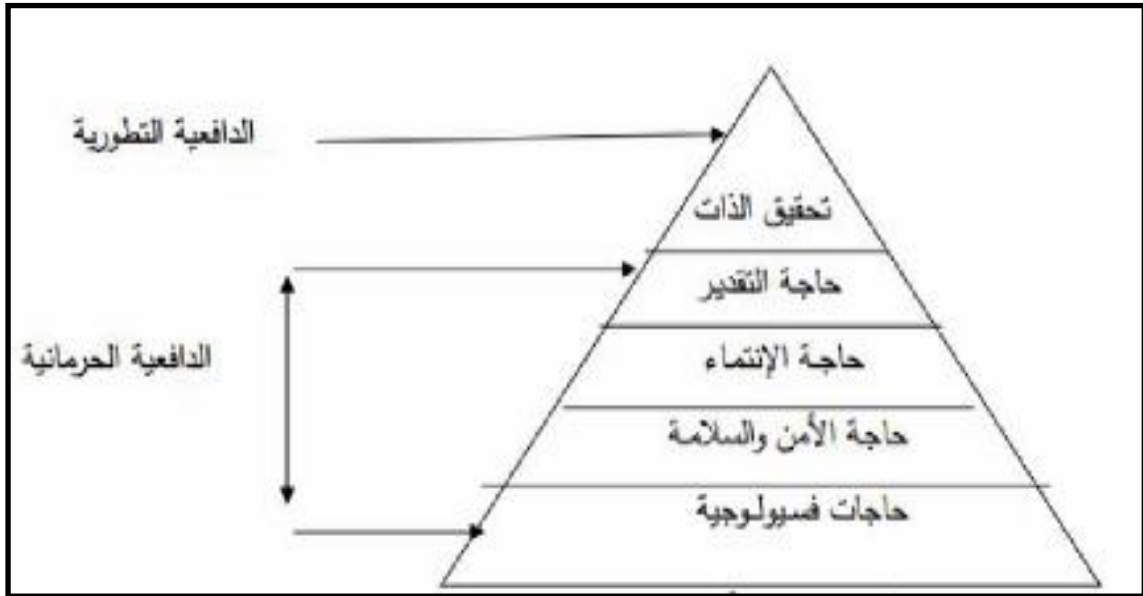 الدافعية التطورية
تحقيق الذات
حاجة التقدير
حاجة الإنتماء
الدافعية الحرمانية
حاجة الأمن والسلامة
حاجات فسيولوجية